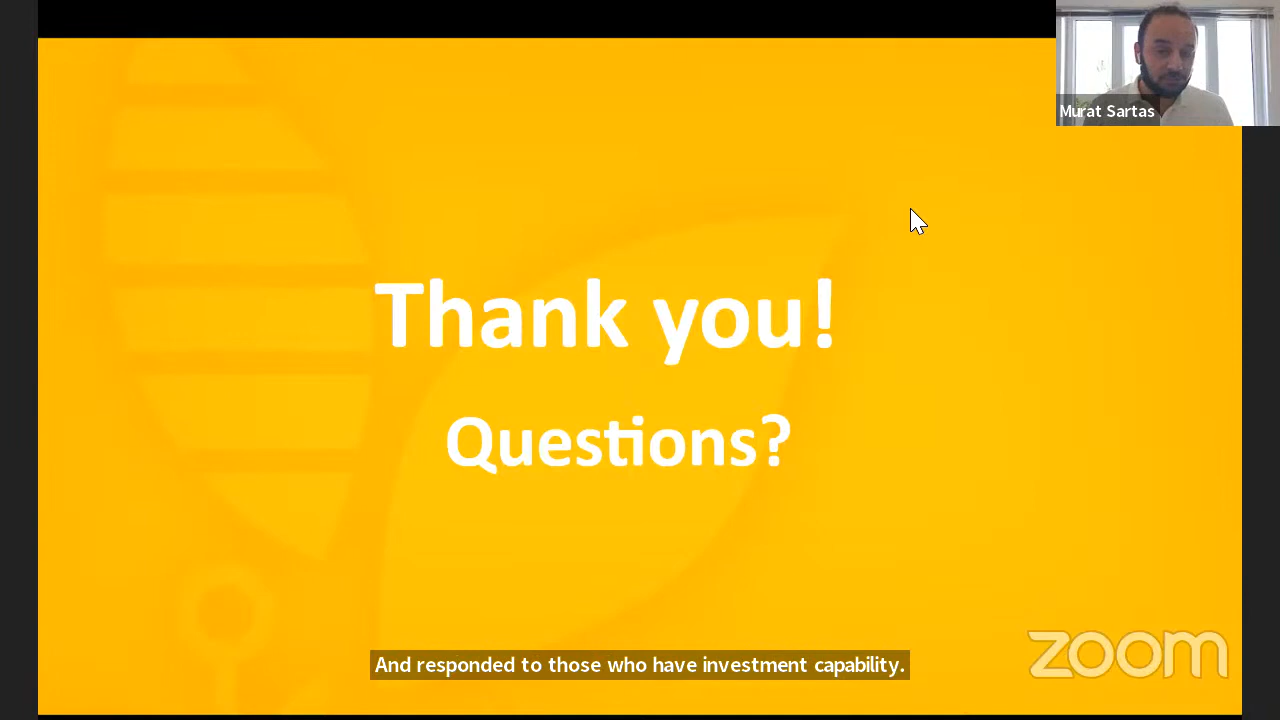 Murat Sartas
Thank you!
Questions?
And responded to those who have investment capability.
zoom